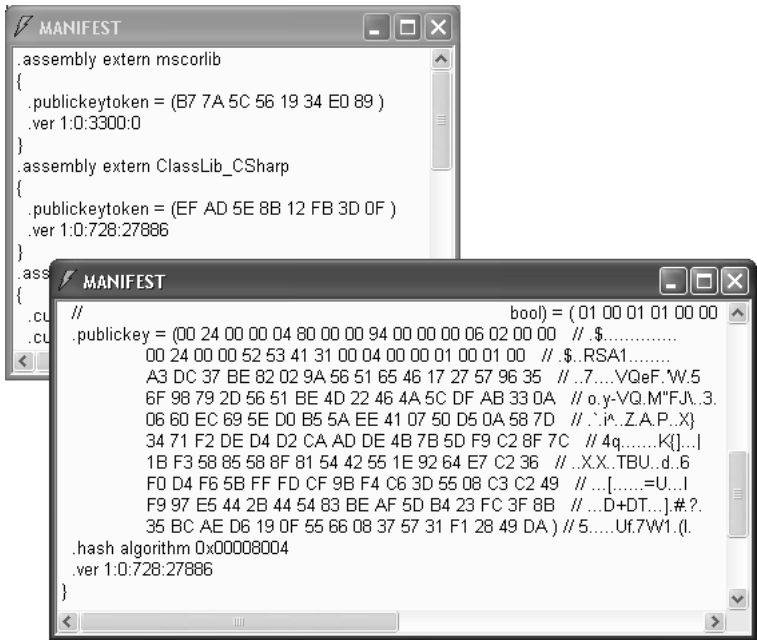 MANIFEST
.assembly extern mscorlib
{
.publickeytoken = (B7 7A 5C 56 19 34 E0 89 )
.ver 1:0:3300:0
}
.assembly extern ClassLib_CSharp
{
.publickeytoken = (EF AD 5E 8B 12 FB 3D 0F )
.ver 1:0:728:27886
}
.ass
{
.cu
.cu
MANIFEST
// bool) = ( 01 00 01 01 00 00
.publickey = (00 24 00 00 04 80 00 00 94 00 00 00 06 02 00 00 // .$..............
00 24 00 00 52 53 41 31 00 04 00 00 01 00 01 00 // .$..RSA1........
A3 DC 37 BE 82 02 9A 56 51 65 46 17 27 57 96 35 // ..7....VQeF.'W.5
6F 98 79 2D 56 51 BE 4D 22 46 4A 5C DF AB 33 0A // o.y-VQ.M"FJ\..3.
06 60 EC 69 5E D0 B5 5A EE 41 07 50 D5 0A 58 7D // .`.i^..Z.A.P..X}
34 71 F2 DE D4 D2 CA AD DE 4B 7B 5D F9 C2 8F 7C // 4q.......K{]...|
1B F3 58 85 58 8F 81 54 42 55 1E 92 64 E7 C2 36 // ..X.X..TBU..d..6
F0 D4 F6 5B FF FD CF 9B F4 C6 3D 55 08 C3 C2 49 // ...[......=U...I
F9 97 E5 44 2B 44 54 83 BE AF 5D B4 23 FC 3F 8B // ...D+DT...].#.?.
35 BC AE D6 19 0F 55 66 08 37 57 31 F1 28 49 DA ) // 5.....Uf.7W1.(I.
.hash algorithm 0x00008004
.ver 1:0:728:27886
}